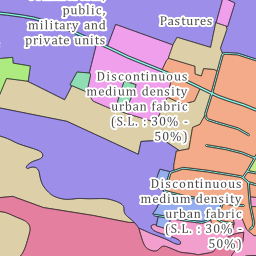 public,
military and
private units
Pastures
Discontinuous
medium density
urban fabric
(S.L. : 30% -
50%)
Discontinuous
medium density
urban fabric
(S.L. : 30% -
50%)